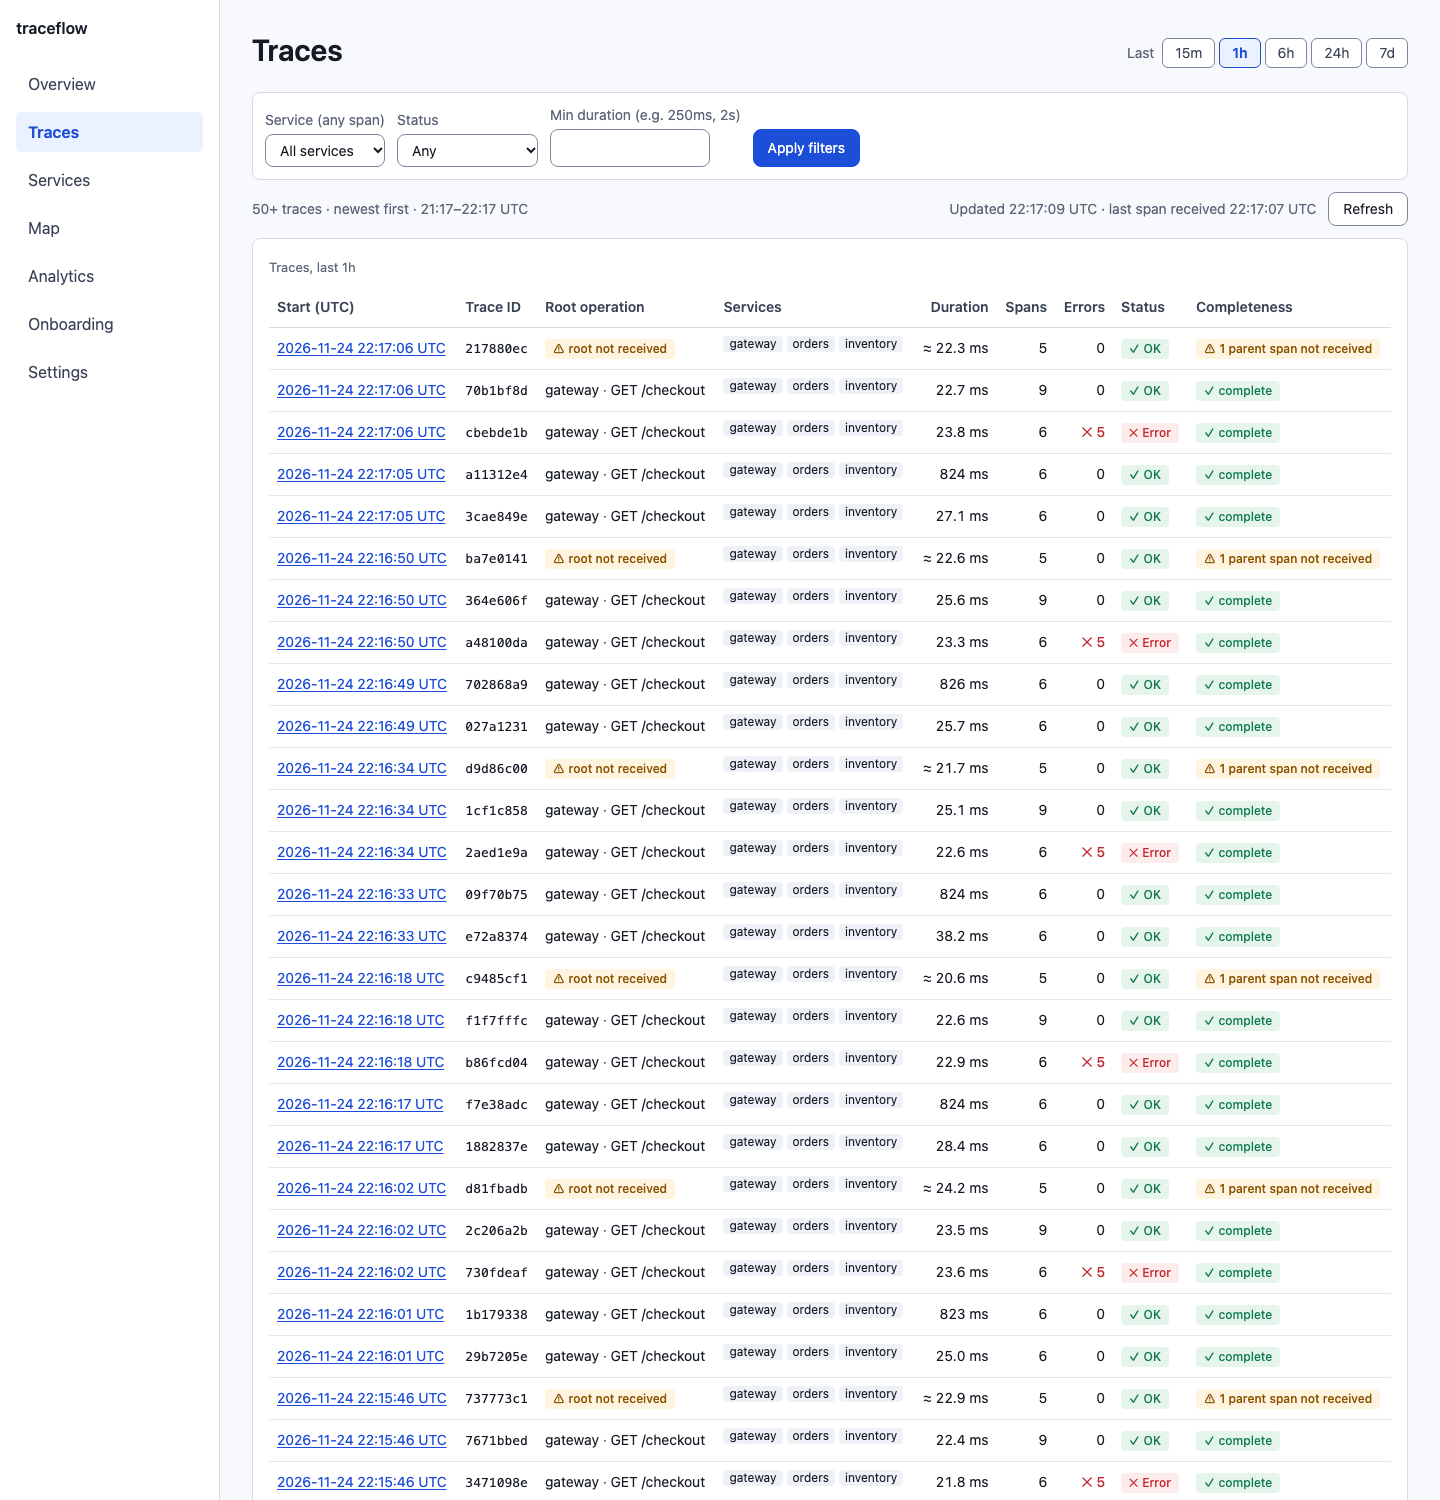 traceflow
Overview
Traces
Services
Map
Analytics
Onboarding
Settings
Traces
Last 15m 1h 6h 24h 7d
Service (any span) Status Min duration (e.g. 250ms, 2s)
All services Any Apply filters
50+ traces · newest first · 21:17–22:17 UTC Updated 22:17:09 UTC · last span received 22:17:07 UTC Refresh
Traces, last 1h
Start (UTC) Trace ID Root operation Services Duration Spans Errors Status Completeness
2026-11-24 22:17:06 UTC 217880ec ⚠ root not received gateway orders inventory ≈ 22.3 ms 5 0 ✓ OK ⚠ 1 parent span not received
2026-11-24 22:17:06 UTC 70b1bf8d gateway · GET /checkout gateway orders inventory 22.7 ms 9 0 ✓ OK ✓ complete
2026-11-24 22:17:06 UTC cbebde1b gateway · GET /checkout gateway orders inventory 23.8 ms 6 ✕ 5 ✕ Error ✓ complete
2026-11-24 22:17:05 UTC a11312e4 gateway · GET /checkout gateway orders inventory 824 ms 6 0 ✓ OK ✓ complete
2026-11-24 22:17:05 UTC 3cae849e gateway · GET /checkout gateway orders inventory 27.1 ms 6 0 ✓ OK ✓ complete
2026-11-24 22:16:50 UTC ba7e0141 ⚠ root not received gateway orders inventory ≈ 22.6 ms 5 0 ✓ OK ⚠ 1 parent span not received
2026-11-24 22:16:50 UTC 364e606f gateway · GET /checkout gateway orders inventory 25.6 ms 9 0 ✓ OK ✓ complete
2026-11-24 22:16:50 UTC a48100da gateway · GET /checkout gateway orders inventory 23.3 ms 6 ✕ 5 ✕ Error ✓ complete
2026-11-24 22:16:49 UTC 702868a9 gateway · GET /checkout gateway orders inventory 826 ms 6 0 ✓ OK ✓ complete
2026-11-24 22:16:49 UTC 027a1231 gateway · GET /checkout gateway orders inventory 25.7 ms 6 0 ✓ OK ✓ complete
2026-11-24 22:16:34 UTC d9d86c00 ⚠ root not received gateway orders inventory ≈ 21.7 ms 5 0 ✓ OK ⚠ 1 parent span not received
2026-11-24 22:16:34 UTC 1cf1c858 gateway · GET /checkout gateway orders inventory 25.1 ms 9 0 ✓ OK ✓ complete
2026-11-24 22:16:34 UTC 2aed1e9a gateway · GET /checkout gateway orders inventory 22.6 ms 6 ✕ 5 ✕ Error ✓ complete
2026-11-24 22:16:33 UTC 09f70b75 gateway · GET /checkout gateway orders inventory 824 ms 6 0 ✓ OK ✓ complete
2026-11-24 22:16:33 UTC e72a8374 gateway · GET /checkout gateway orders inventory 38.2 ms 6 0 ✓ OK ✓ complete
2026-11-24 22:16:18 UTC c9485cf1 ⚠ root not received gateway orders inventory ≈ 20.6 ms 5 0 ✓ OK ⚠ 1 parent span not received
2026-11-24 22:16:18 UTC f1f7fffc gateway · GET /checkout gateway orders inventory 22.6 ms 9 0 ✓ OK ✓ complete
2026-11-24 22:16:18 UTC b86fcd04 gateway · GET /checkout gateway orders inventory 22.9 ms 6 ✕ 5 ✕ Error ✓ complete
2026-11-24 22:16:17 UTC f7e38adc gateway · GET /checkout gateway orders inventory 824 ms 6 0 ✓ OK ✓ complete
2026-11-24 22:16:17 UTC 1882837e gateway · GET /checkout gateway orders inventory 28.4 ms 6 0 ✓ OK ✓ complete
2026-11-24 22:16:02 UTC d81fbadb ⚠ root not received gateway orders inventory ≈ 24.2 ms 5 0 ✓ OK ⚠ 1 parent span not received
2026-11-24 22:16:02 UTC 2c206a2b gateway · GET /checkout gateway orders inventory 23.5 ms 9 0 ✓ OK ✓ complete
2026-11-24 22:16:02 UTC 730fdeaf gateway · GET /checkout gateway orders inventory 23.6 ms 6 ✕ 5 ✕ Error ✓ complete
2026-11-24 22:16:01 UTC 1b179338 gateway · GET /checkout gateway orders inventory 823 ms 6 0 ✓ OK ✓ complete
2026-11-24 22:16:01 UTC 29b7205e gateway · GET /checkout gateway orders inventory 25.0 ms 6 0 ✓ OK ✓ complete
2026-11-24 22:15:46 UTC 737773c1 ⚠ root not received gateway orders inventory ≈ 22.9 ms 5 0 ✓ OK ⚠ 1 parent span not received
2026-11-24 22:15:46 UTC 7671bbed gateway · GET /checkout gateway orders inventory 22.4 ms 9 0 ✓ OK ✓ complete
2026-11-24 22:15:46 UTC 3471098e gateway · GET /checkout gateway orders inventory 21.8 ms 6 ✕ 5 ✕ Error ✓ complete